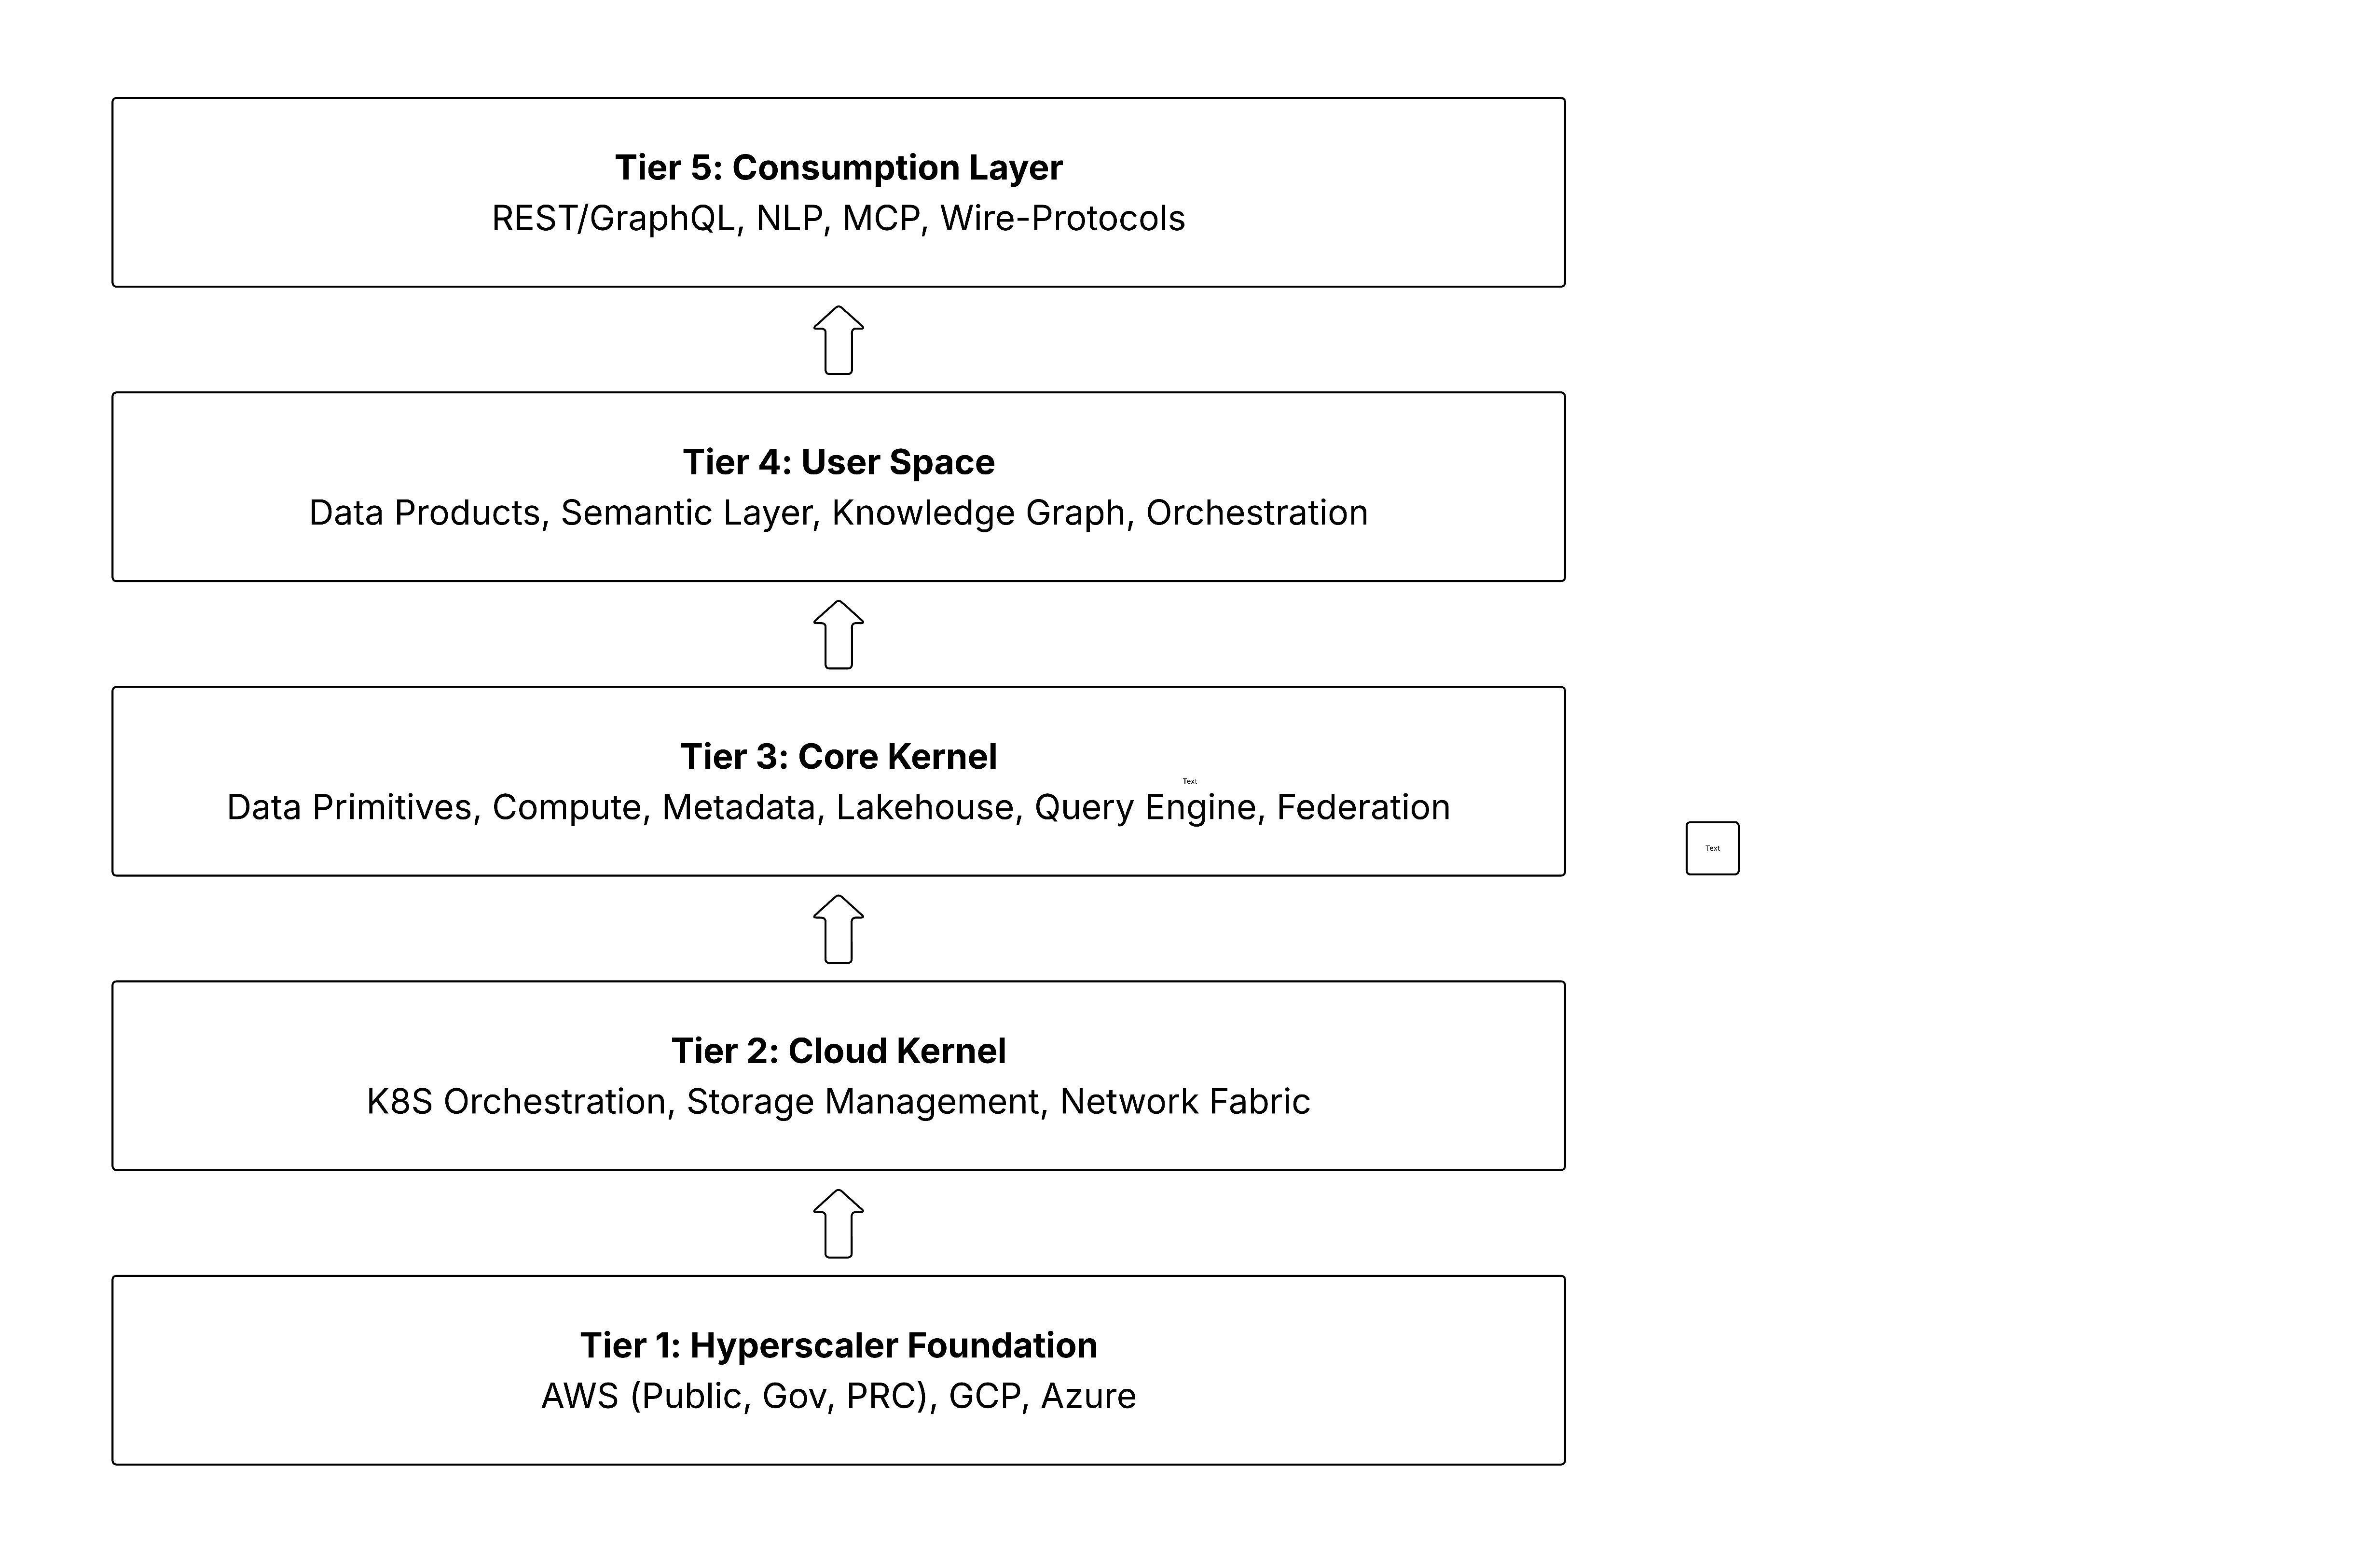 Tier 5: Consumption Layer
REST/GraphQL, NLP, MCP, Wire-Protocols
Tier 4: User Space
Data Products, Semantic Layer, Knowledge Graph, Orchestration
Tier 3: Core Kernel
Text
Data Primitives, Compute, Metadata, Lakehouse, Query Engine, Federation
Text
Tier 2: Cloud Kernel
K8S Orchestration, Storage Management, Network Fabric
Tier 1: Hyperscaler Foundation
AWS (Public, Gov, PRC), GCP, Azure